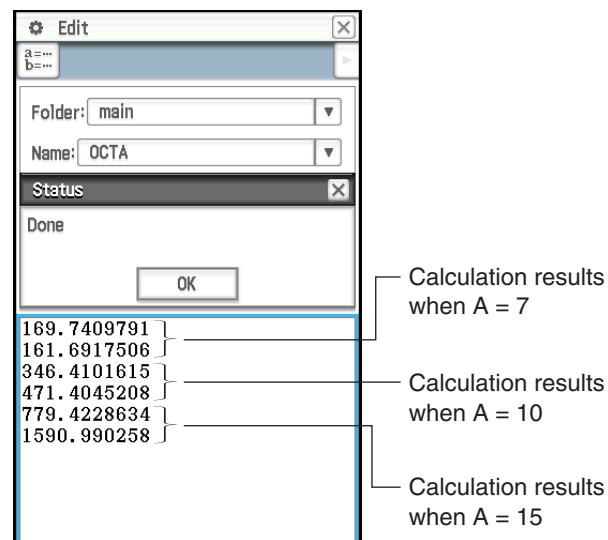 Edit
a=…
b=…
Folder: main
Name: OCTA
Status
Done
OK
169.7409791
161.6917506
346.4101615
471.4045208
779.4228634
1590.990258
Calculation results
when A = 7
Calculation results
when A = 10
Calculation results
when A = 15